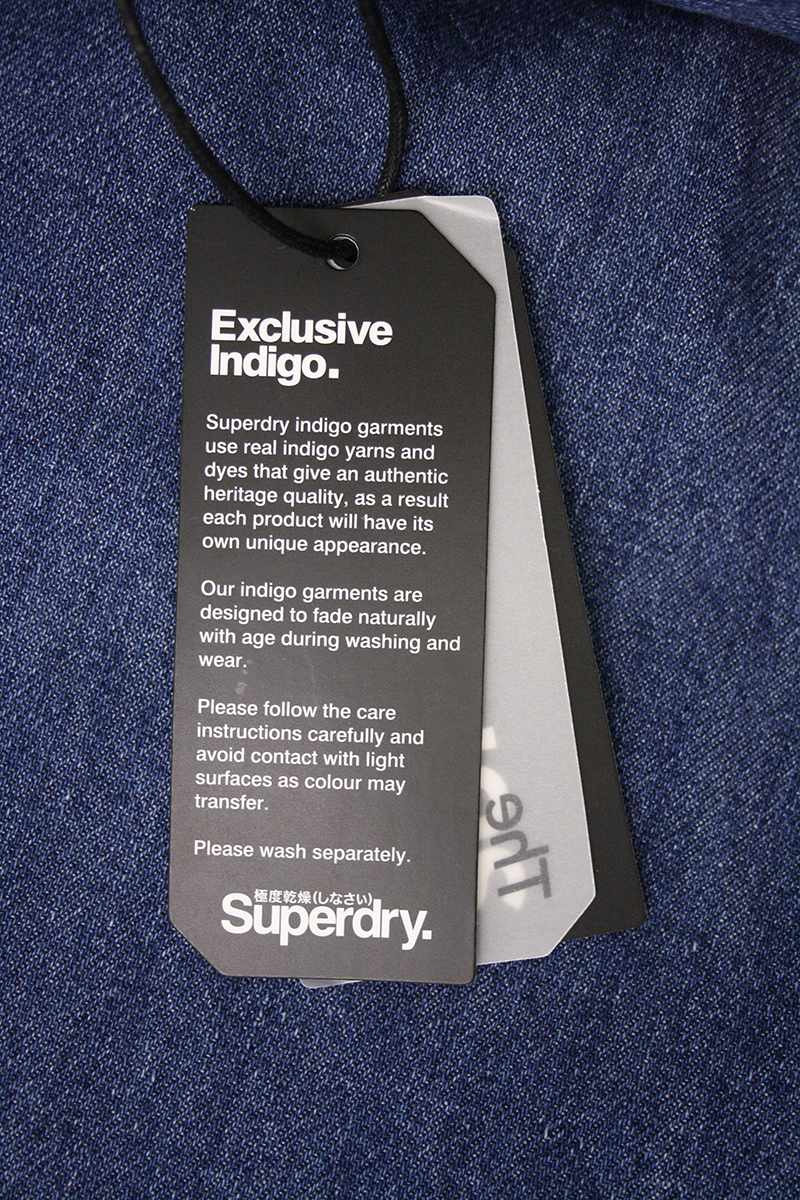 Exclusive
Indigo.
Superdry indigo garments
use real indigo yarns and
dyes that give an authentic
heritage quality, as a result
each product will have its
own unique appearance.
Our indigo garments are
designed to fade naturally
with age during washing and
wear.
Please follow the care
instructions carefully and
avoid contact with light
surfaces as colour may
transfer.
Please wash separately.
極度乾燥(しなさい)
Superdry.
The